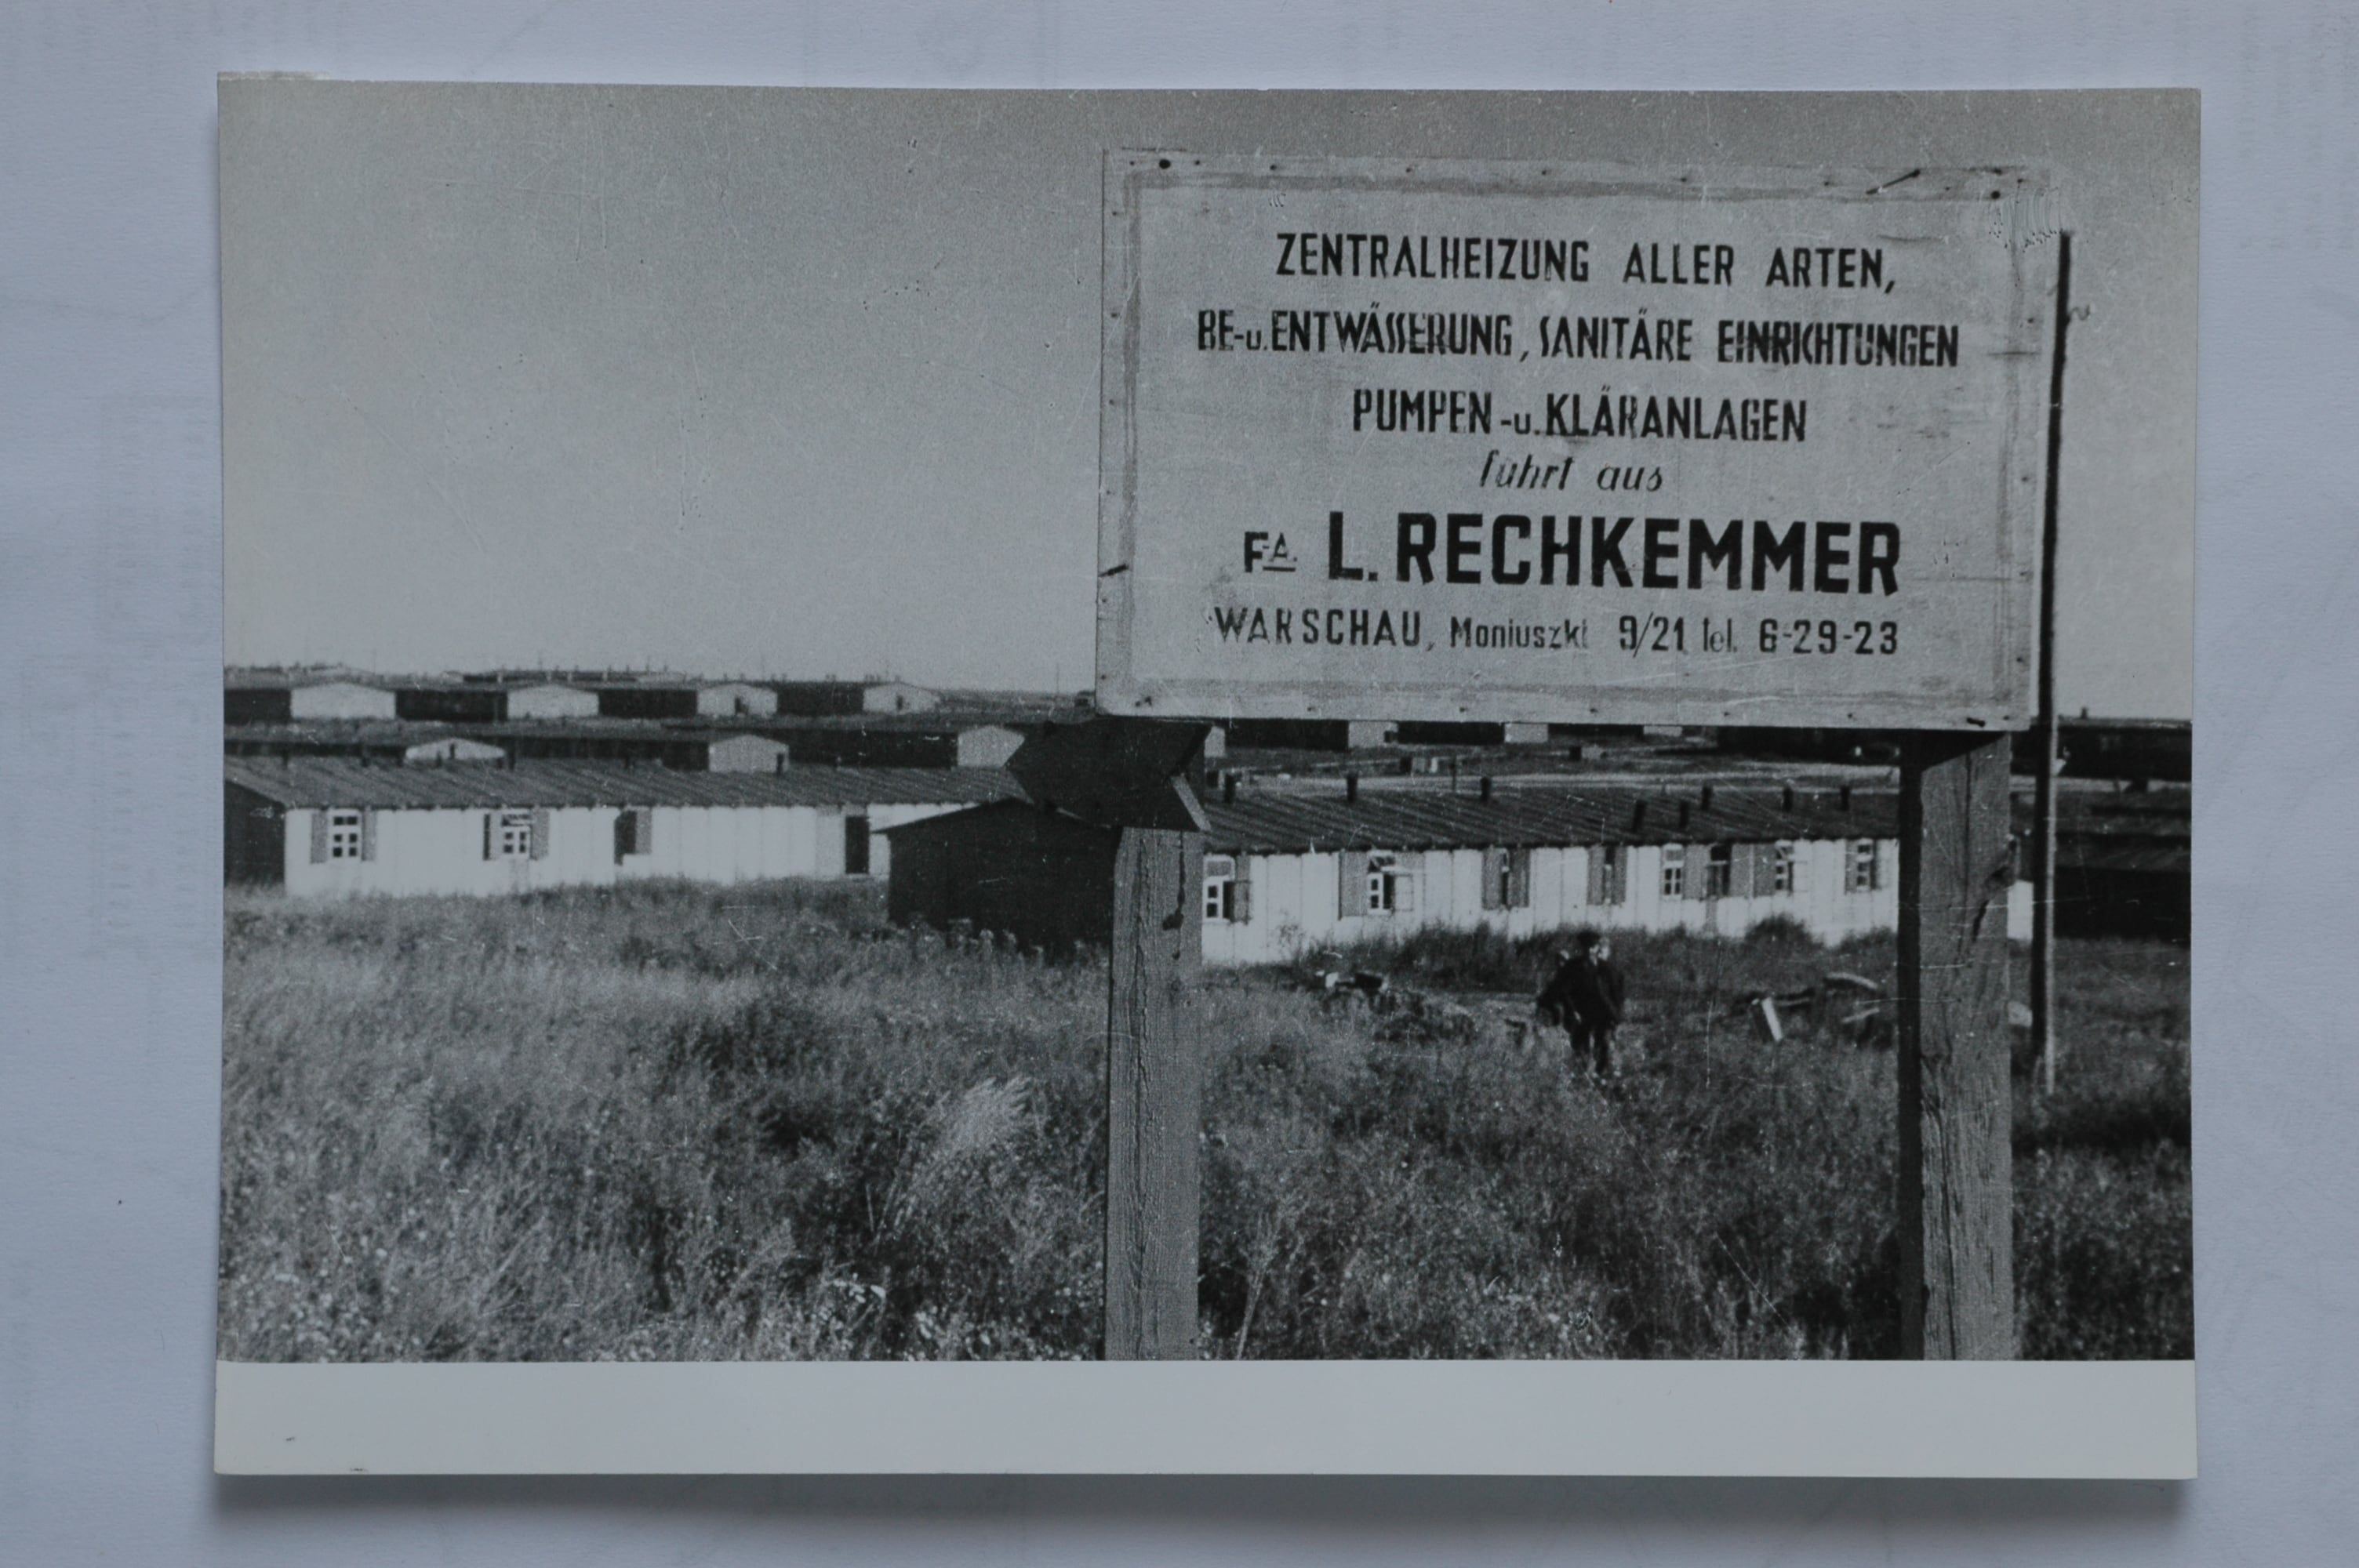 ZENTRALHEIZUNG ALLER ARTEN,
BE-u.ENTWÄSSERUNG, SANITÄRE EINRICHTUNGEN
PUMPEN-u.KLÄRANLAGEN
führt aus
FA. L. RECHKEMMER
WARSCHAU, Moniuszki 9/21 tel. 6-29-23